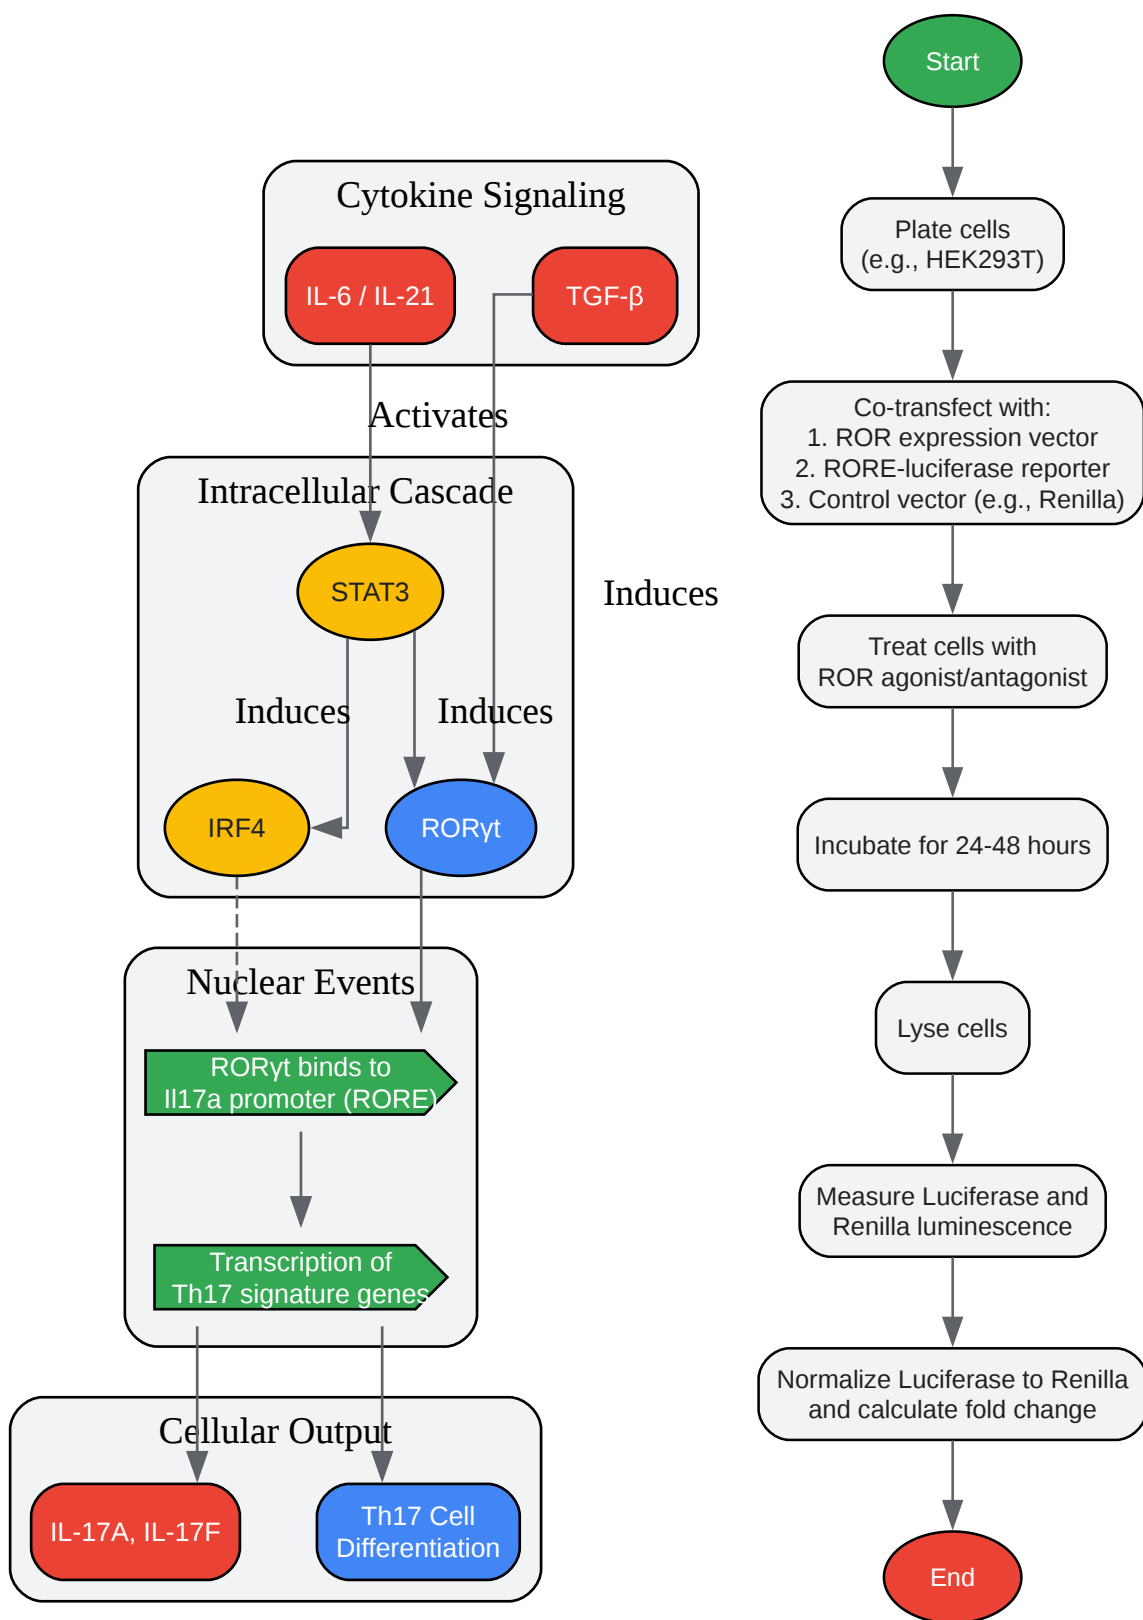 Cytokine Signaling
IL-6 / IL-21
TGF-β
Activates
Intracellular Cascade
STAT3
Induces
Induces
Induces
IRF4
RORγt
Nuclear Events
RORγt binds to
Il17a promoter (RORE)
Transcription of
Th17 signature genes
Cellular Output
IL-17A, IL-17F
Th17 Cell
Differentiation
Start
Plate cells
(e.g., HEK293T)
Co-transfect with:
1. ROR expression vector
2. RORE-luciferase reporter
3. Control vector (e.g., Renilla)
Treat cells with
ROR agonist/antagonist
Incubate for 24-48 hours
Lyse cells
Measure Luciferase and
Renilla luminescence
Normalize Luciferase to Renilla
and calculate fold change
End